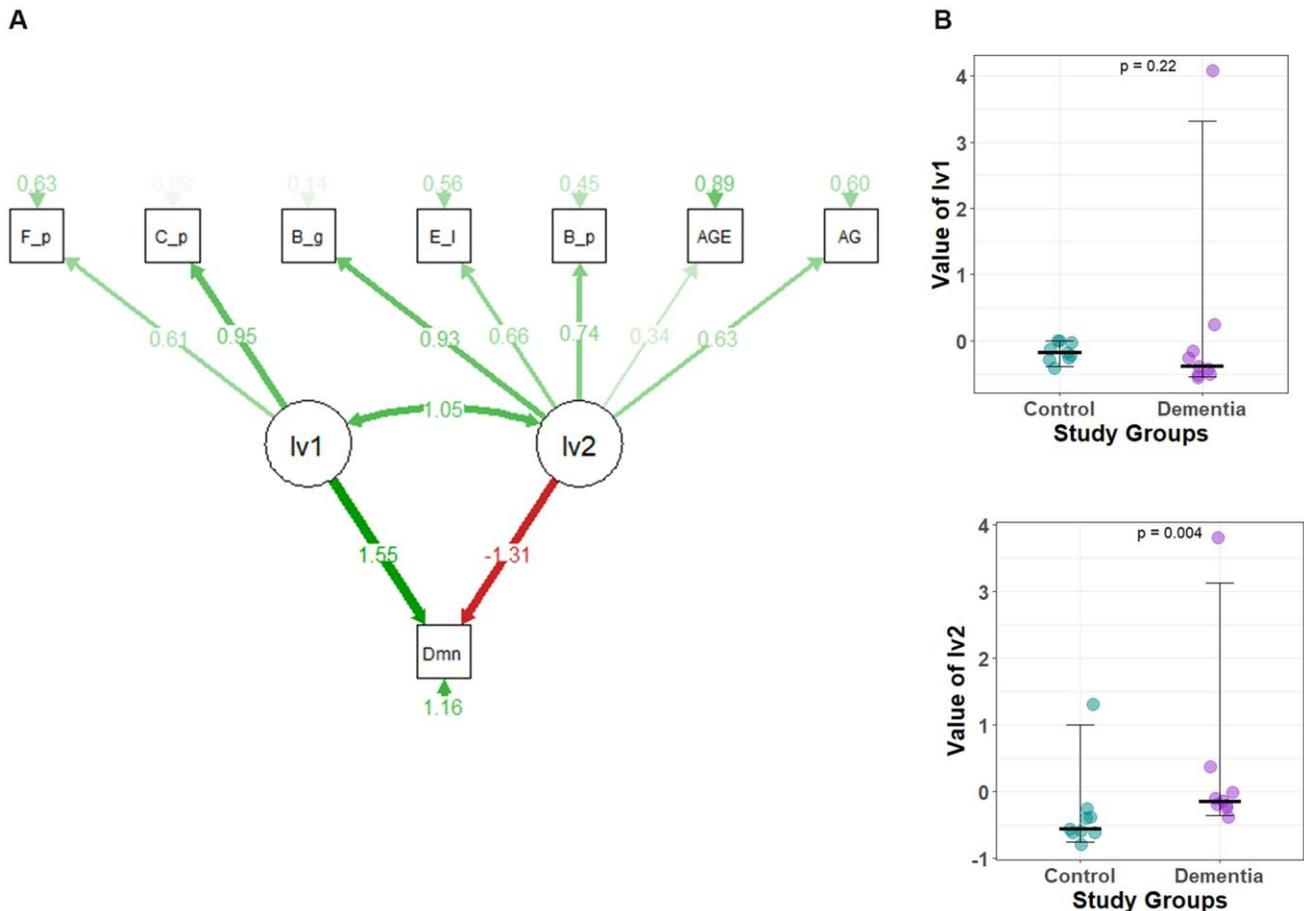 A
0.63 0.09 0.14 0.56 0.45 0.89 0.60
F_p C_p B_g E_l B_p AGE AG
0.61 0.95 0.93 0.66 0.74 0.34 0.63
1.05
lv1 lv2
1.55 -1.31
Dmn
1.16
B
p = 0.22
4
3
2
1
0
Value of lv1
Control Dementia
Study Groups
p = 0.004
4
3
2
1
0
-1
Value of lv2
Control Dementia
Study Groups